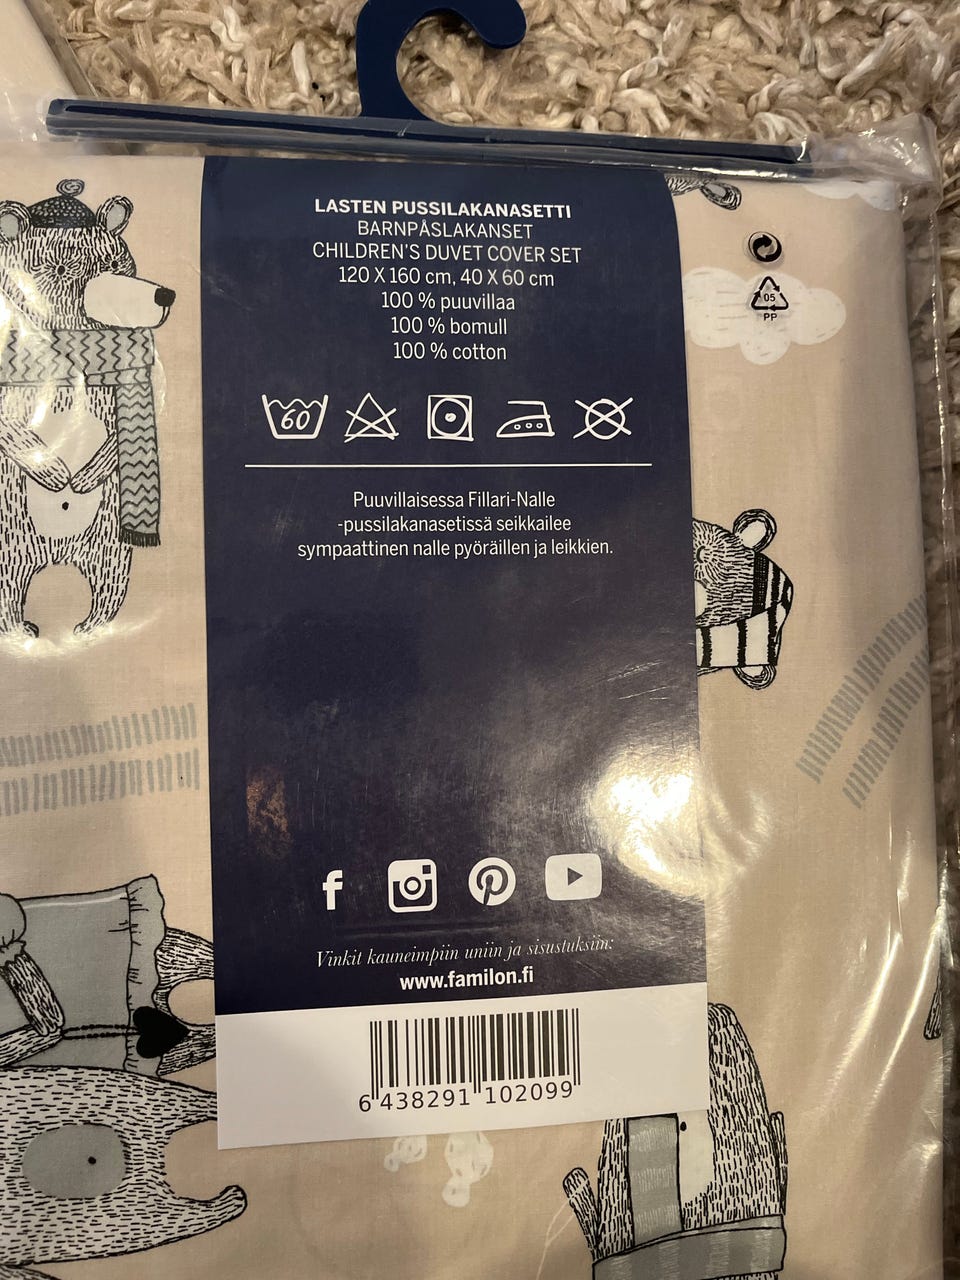 LASTEN PUSSILAKANASETTI
BARNPÅSLAKANSET
CHILDREN'S DUVET COVER SET
120 X 160 cm, 40 X 60 cm
100 % puuvillaa
100 % bomull
100 % cotton
05
PP
60
Puuvillaisessa Fillari-Nalle
-pussilakanasetissä seikkailee
sympaattinen nalle pyöräillen ja leikkien.
Vinkit kauneimpiin uniin ja sisustuksiin:
www.familon.fi
6 438291 102099